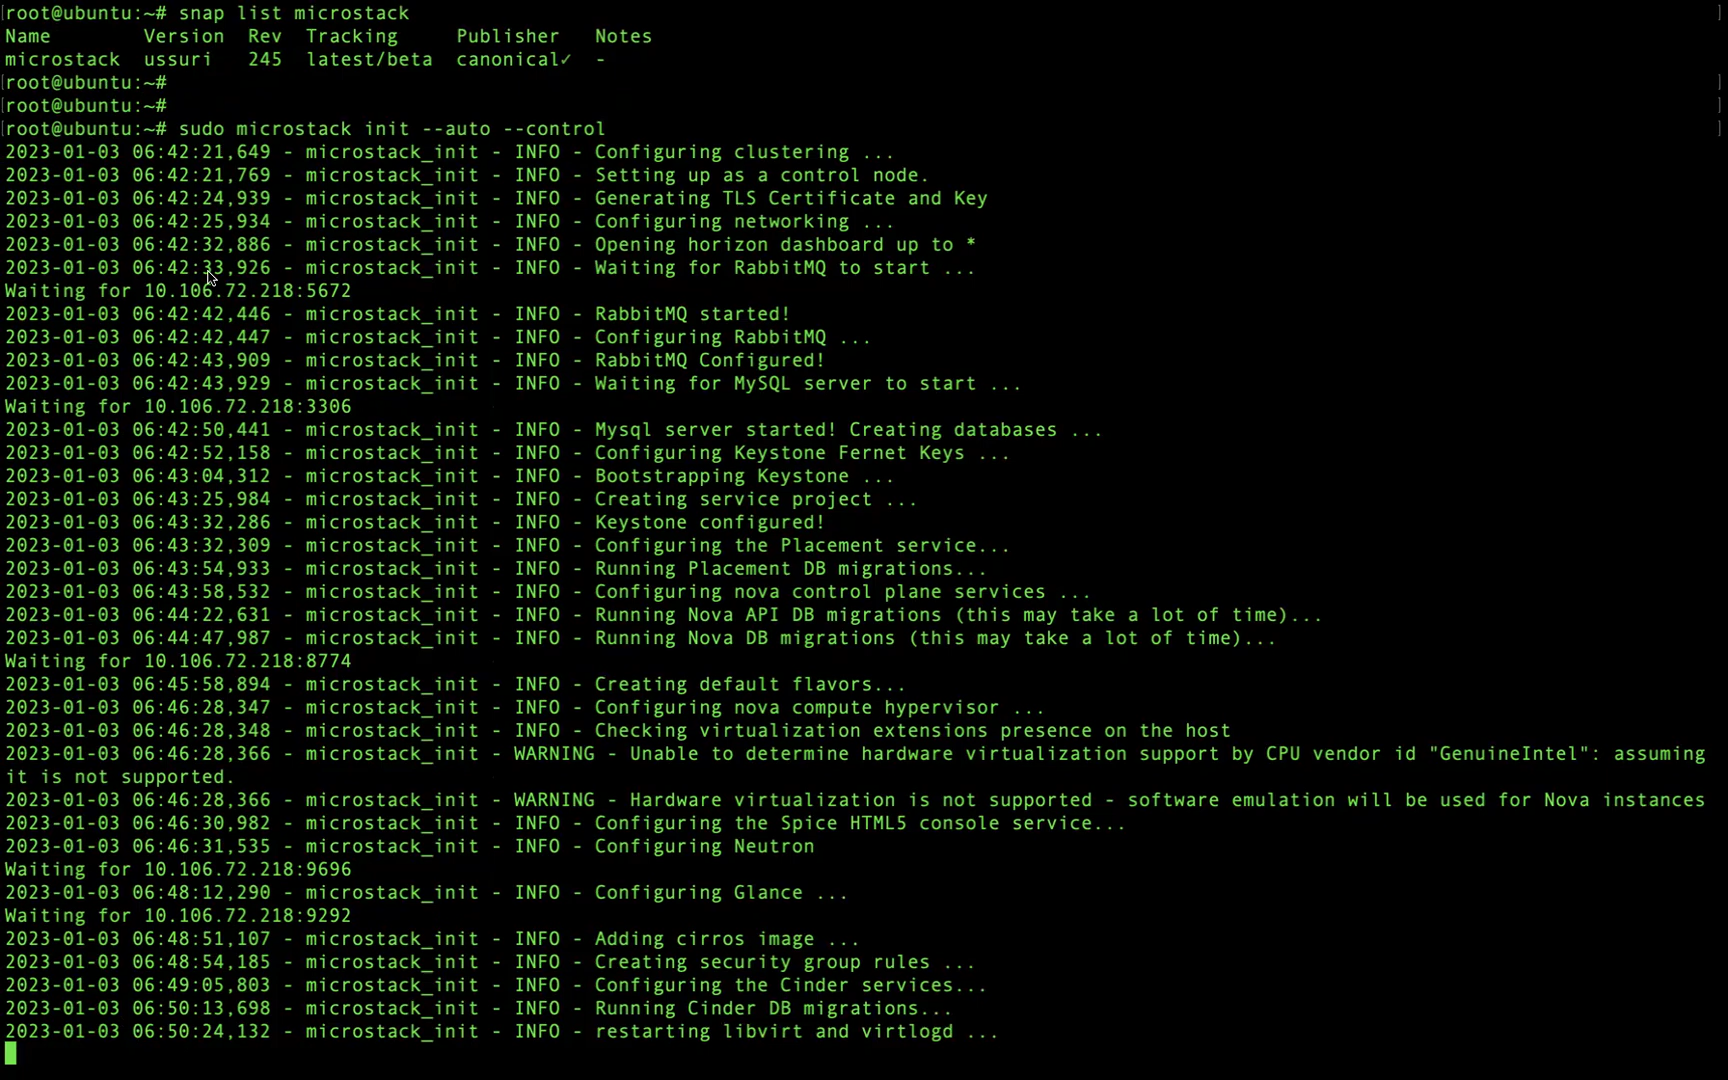 [root@ubuntu:~# snap list microstack ]
Name Version Rev Tracking Publisher Notes
microstack ussuri 245 latest/beta canonical✓ -
[root@ubuntu:~# ]
[root@ubuntu:~# ]
[root@ubuntu:~# sudo microstack init --auto --control ]
2023-01-03 06:42:21,649 - microstack_init - INFO - Configuring clustering ...
2023-01-03 06:42:21,769 - microstack_init - INFO - Setting up as a control node.
2023-01-03 06:42:24,939 - microstack_init - INFO - Generating TLS Certificate and Key
2023-01-03 06:42:25,934 - microstack_init - INFO - Configuring networking ...
2023-01-03 06:42:32,886 - microstack_init - INFO - Opening horizon dashboard up to *
2023-01-03 06:42:33,926 - microstack_init - INFO - Waiting for RabbitMQ to start ...
Waiting for 10.106.72.218:5672
2023-01-03 06:42:42,446 - microstack_init - INFO - RabbitMQ started!
2023-01-03 06:42:42,447 - microstack_init - INFO - Configuring RabbitMQ ...
2023-01-03 06:42:43,909 - microstack_init - INFO - RabbitMQ Configured!
2023-01-03 06:42:43,929 - microstack_init - INFO - Waiting for MySQL server to start ...
Waiting for 10.106.72.218:3306
2023-01-03 06:42:50,441 - microstack_init - INFO - Mysql server started! Creating databases ...
2023-01-03 06:42:52,158 - microstack_init - INFO - Configuring Keystone Fernet Keys ...
2023-01-03 06:43:04,312 - microstack_init - INFO - Bootstrapping Keystone ...
2023-01-03 06:43:25,984 - microstack_init - INFO - Creating service project ...
2023-01-03 06:43:32,286 - microstack_init - INFO - Keystone configured!
2023-01-03 06:43:32,309 - microstack_init - INFO - Configuring the Placement service...
2023-01-03 06:43:54,933 - microstack_init - INFO - Running Placement DB migrations...
2023-01-03 06:43:58,532 - microstack_init - INFO - Configuring nova control plane services ...
2023-01-03 06:44:22,631 - microstack_init - INFO - Running Nova API DB migrations (this may take a lot of time)...
2023-01-03 06:44:47,987 - microstack_init - INFO - Running Nova DB migrations (this may take a lot of time)...
Waiting for 10.106.72.218:8774
2023-01-03 06:45:58,894 - microstack_init - INFO - Creating default flavors...
2023-01-03 06:46:28,347 - microstack_init - INFO - Configuring nova compute hypervisor ...
2023-01-03 06:46:28,348 - microstack_init - INFO - Checking virtualization extensions presence on the host
2023-01-03 06:46:28,366 - microstack_init - WARNING - Unable to determine hardware virtualization support by CPU vendor id "GenuineIntel": assuming
it is not supported.
2023-01-03 06:46:28,366 - microstack_init - WARNING - Hardware virtualization is not supported - software emulation will be used for Nova instances
2023-01-03 06:46:30,982 - microstack_init - INFO - Configuring the Spice HTML5 console service...
2023-01-03 06:46:31,535 - microstack_init - INFO - Configuring Neutron
Waiting for 10.106.72.218:9696
2023-01-03 06:48:12,290 - microstack_init - INFO - Configuring Glance ...
Waiting for 10.106.72.218:9292
2023-01-03 06:48:51,107 - microstack_init - INFO - Adding cirros image ...
2023-01-03 06:48:54,185 - microstack_init - INFO - Creating security group rules ...
2023-01-03 06:49:05,803 - microstack_init - INFO - Configuring the Cinder services...
2023-01-03 06:50:13,698 - microstack_init - INFO - Running Cinder DB migrations...
2023-01-03 06:50:24,132 - microstack_init - INFO - restarting libvirt and virtlogd ...